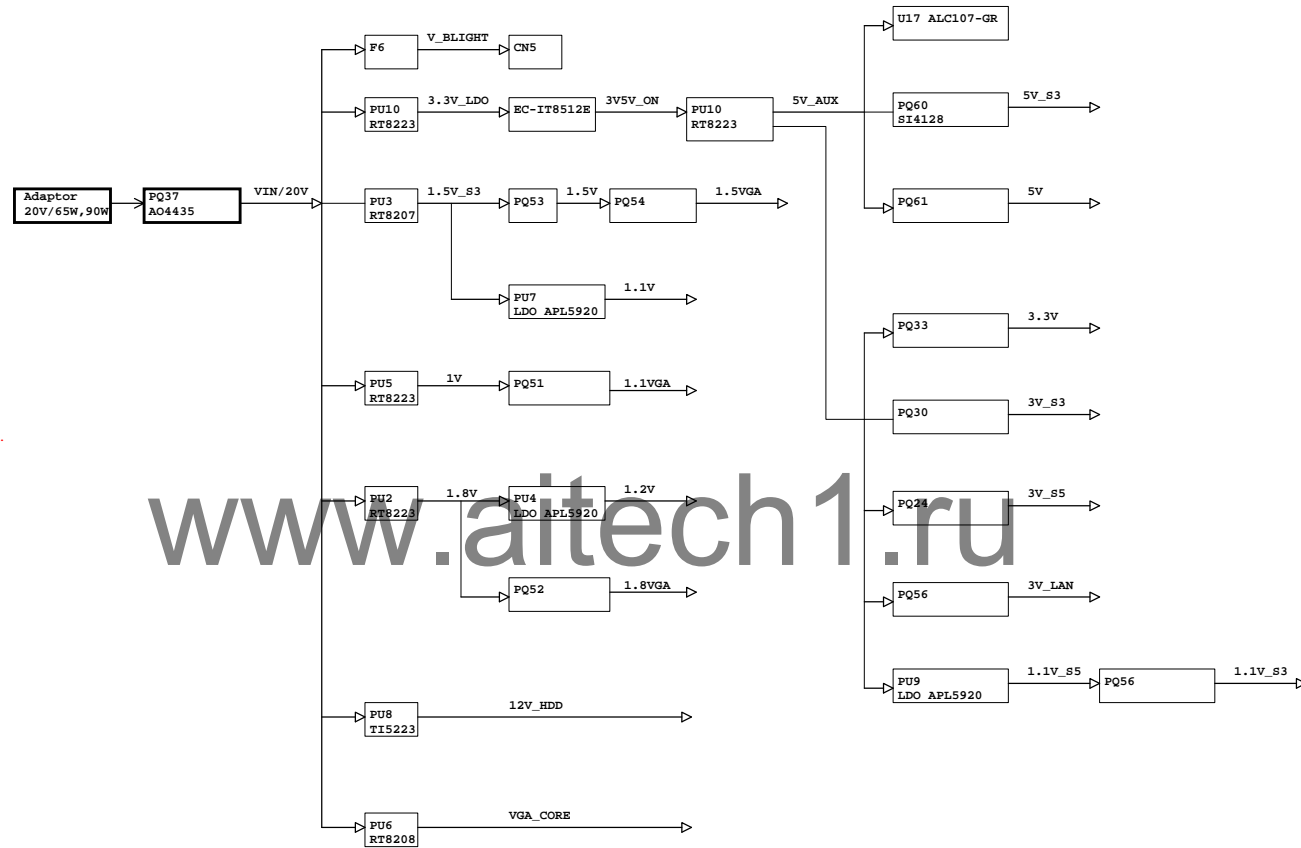 U17 ALC107-GR
F6
V_BLIGHT
CN5
PU10
RT8223
3.3V_LDO
EC-IT8512E
3V5V_ON
PU10
RT8223
5V_AUX
PQ60
SI4128
5V_S3
Adaptor
20V/65W,90W
PQ37
AO4435
VIN/20V
PU3
RT8207
1.5V_S3
PQ53
1.5V
PQ54
1.5VGA
PQ61
5V
PU7
LDO APL5920
1.1V
PQ33
3.3V
PU5
RT8223
1V
PQ51
1.1VGA
PQ30
3V_S3
PU2
RT8223
1.8V
PU4
LDO APL5920
1.2V
PQ24
3V_S5
www.aitech1.ru
PQ52
1.8VGA
PQ56
3V_LAN
PU9
LDO APL5920
1.1V_S5
PQ56
1.1V_S3
PU8
TI5223
12V_HDD
PU6
RT8208
VGA_CORE